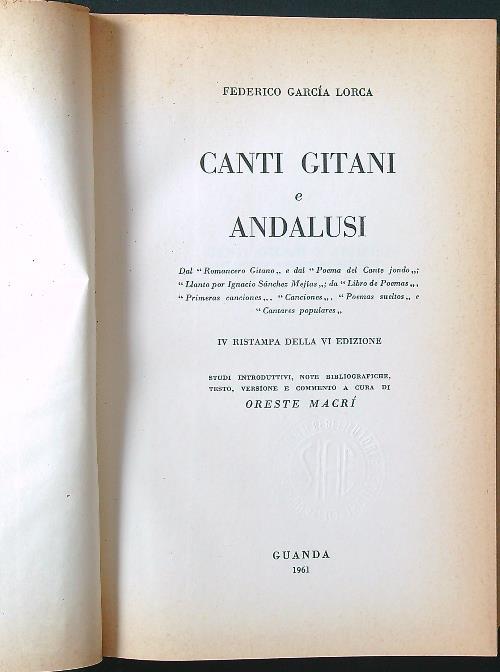 FEDERICO GARCÍA LORCA
CANTI GITANI
e
ANDALUSI
Dal “Romancero Gitano„ e dal “Poema del Cante jondo„;
“Llanto por Ignacio Sánchez Mejías„; da “Libro de Poemas„,
“Primeras canciones„, “Canciones„, “Poemas sueltos„ e
“Cantares populares„
IV RISTAMPA DELLA VI EDIZIONE
STUDI INTRODUTTIVI, NOTE BIBLIOGRAFICHE,
TESTO, VERSIONE E COMMENTO A CURA DI
ORESTE MACRÍ
SIAE
GUANDA
1961